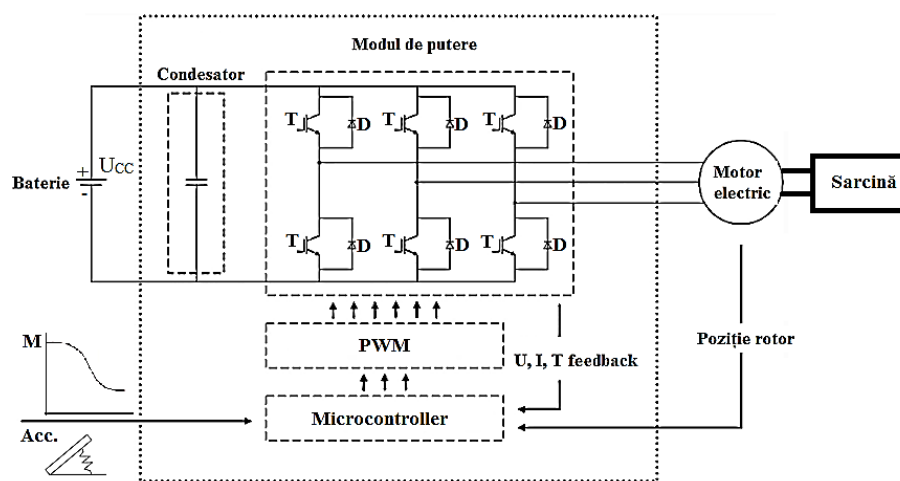 Modul de putere
Condesator
T D T D T D
+
UCC
Baterie
Motor
electric
Sarcină
T D T D T D
PWM
M
U, I, T feedback
Poziție rotor
Microcontroller
Acc.